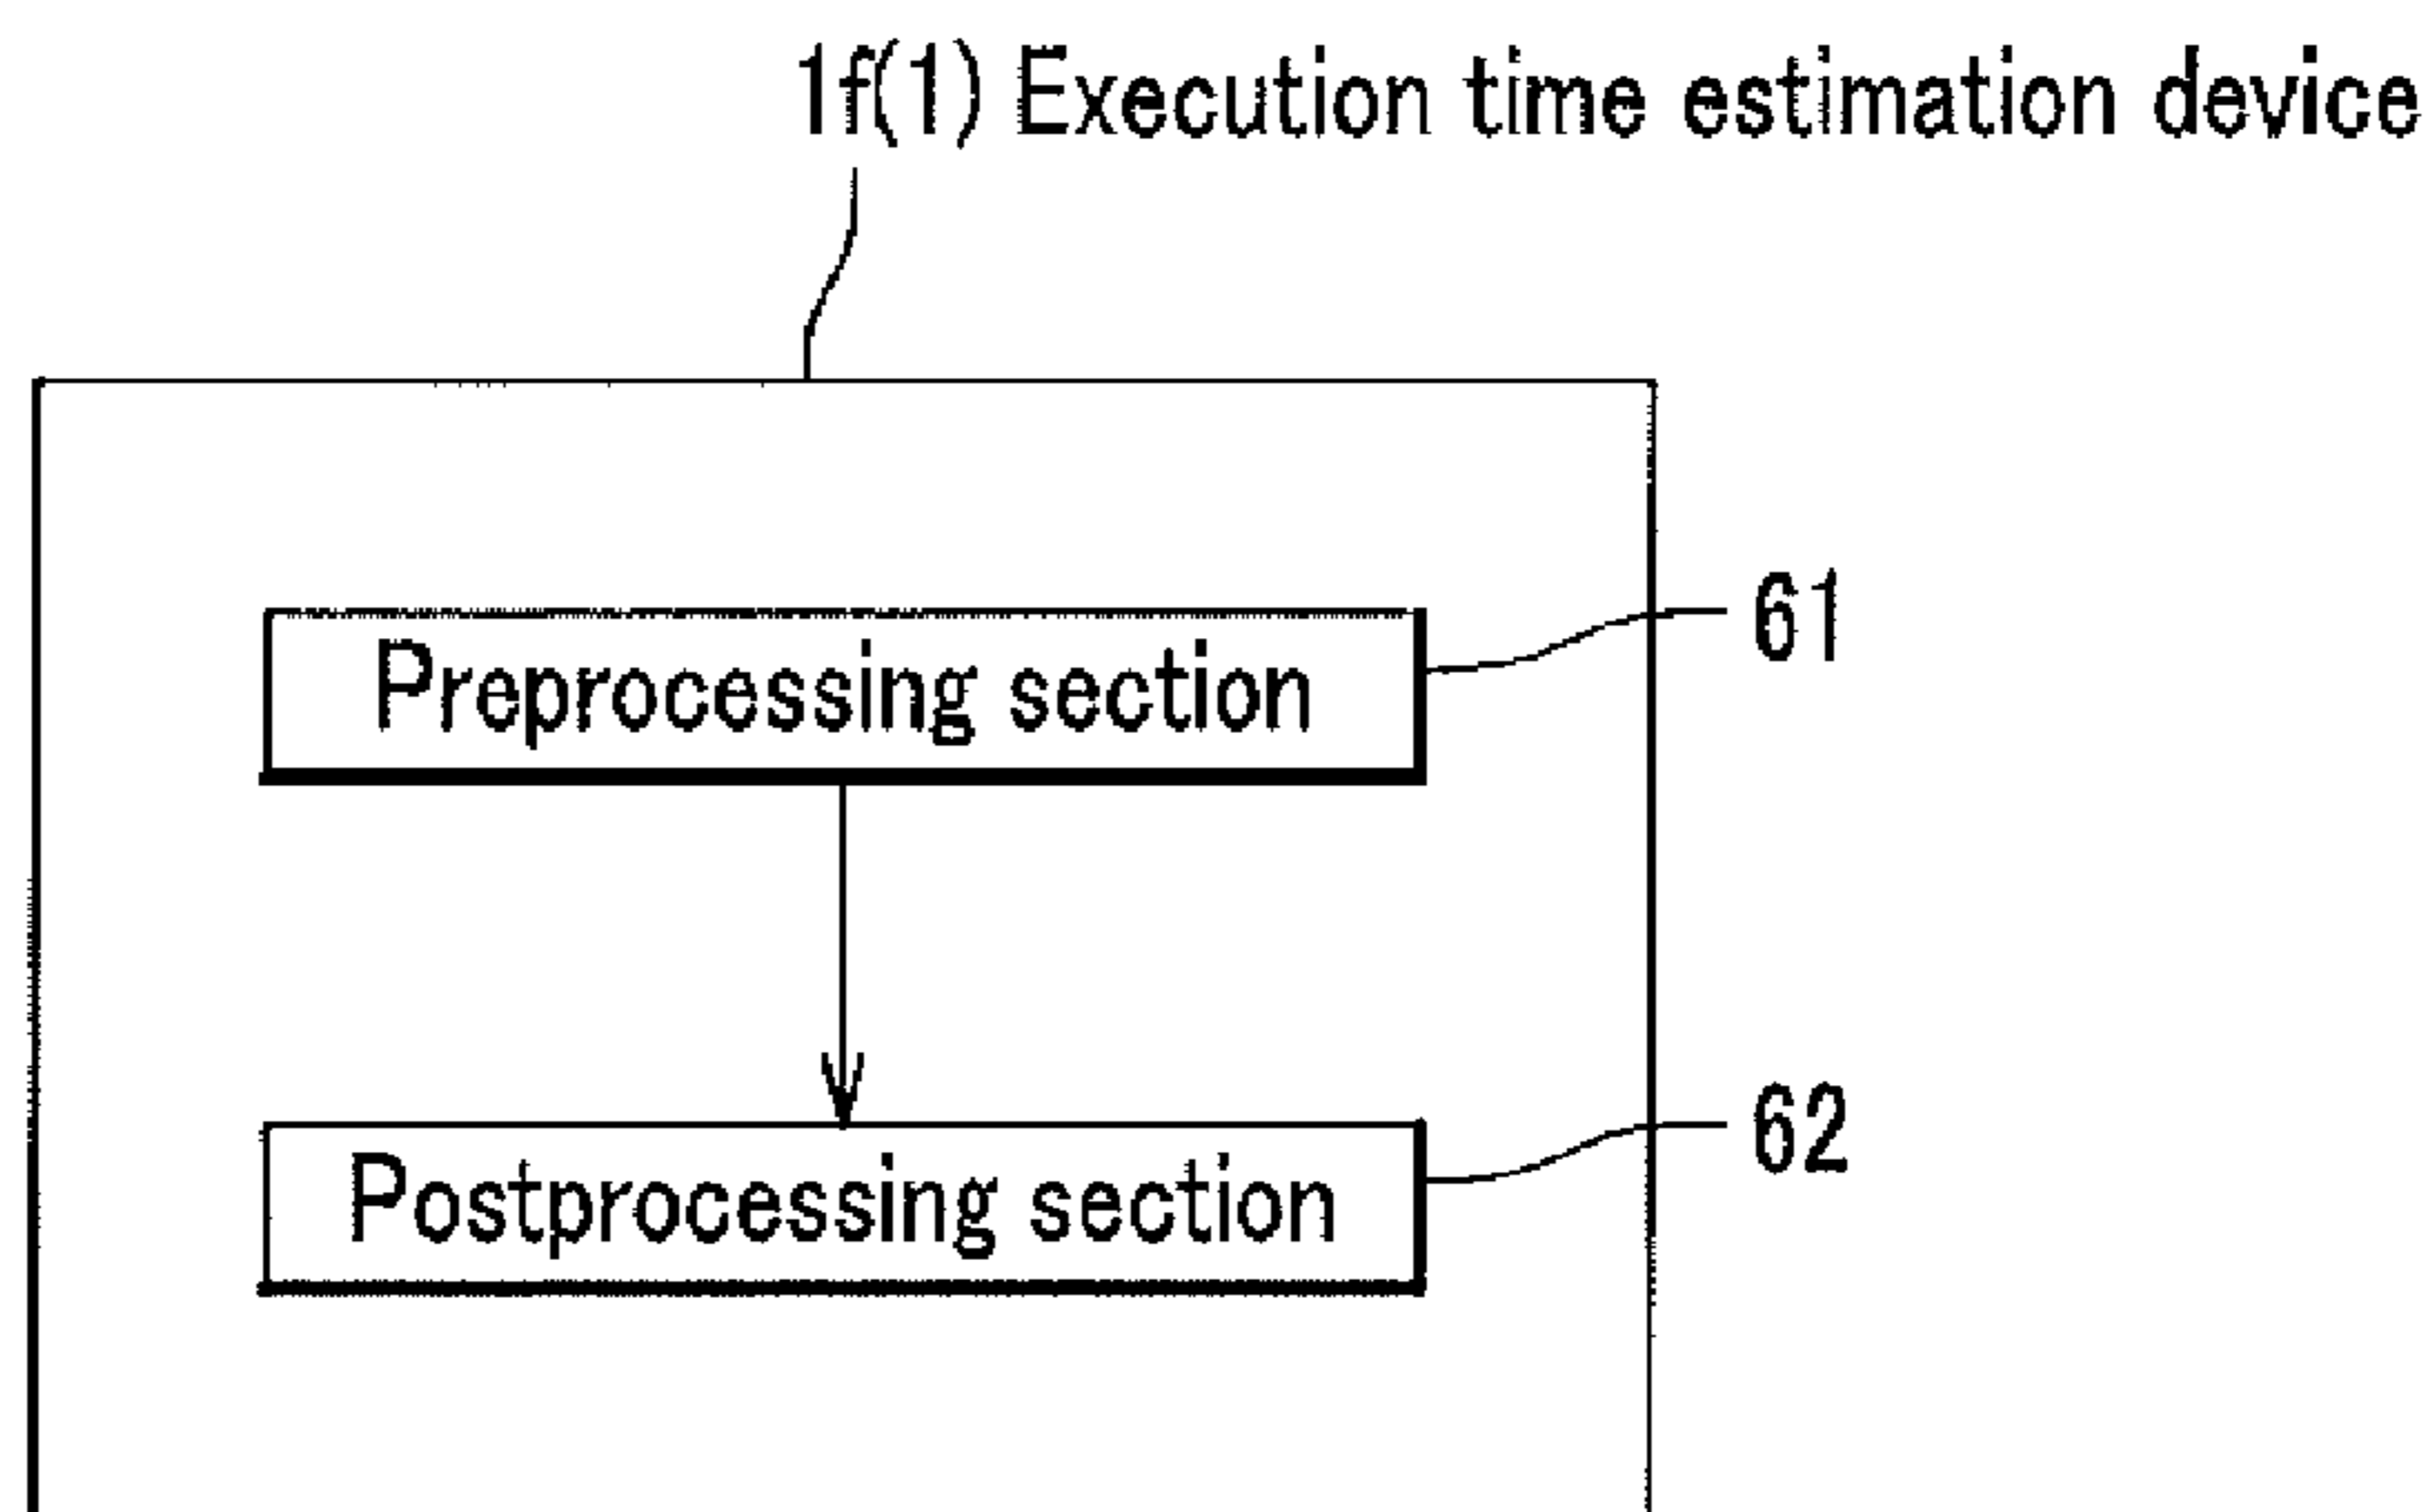 1f(1) Execution time estimation device
Preprocessing section
61
Postprocessing section
62